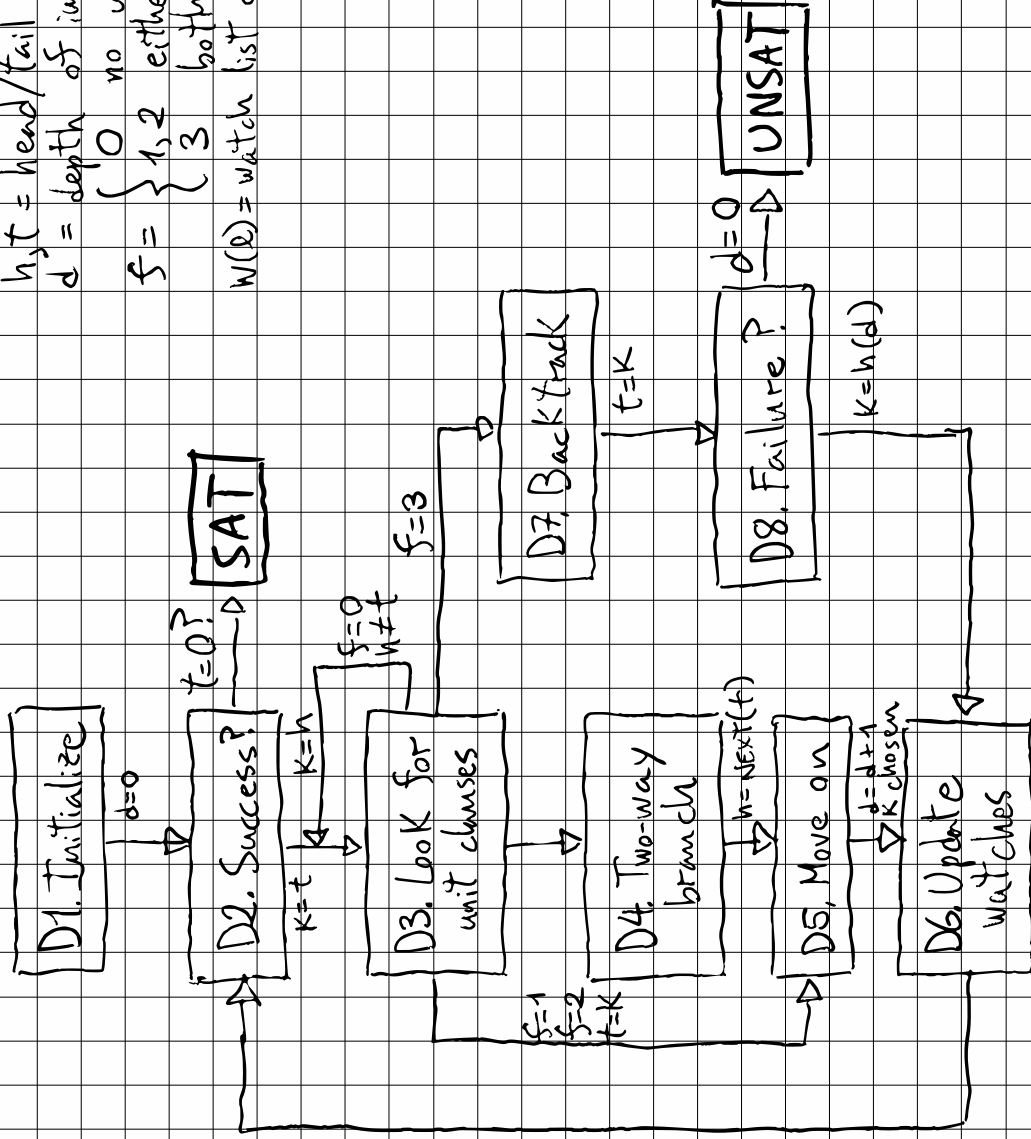 h,t = head/tail
d = depth of
0 no
f = { 1,2
3 both
W(l) = watch list
D1. Initialize
d=0
D2. Success?
t=0?
SAT
k=t
k=h
f=0
h≠t
D3. Look for
unit clauses
f=3
f=1
f=2
t=k
D4. Two-way
branch
h=NEXT(t)
D5. Move on
d=d+1
k chosen
D6. Update
watches
D7. Backtrack
t=k
D8. Failure?
d=0
UNSAT
k=h(d)